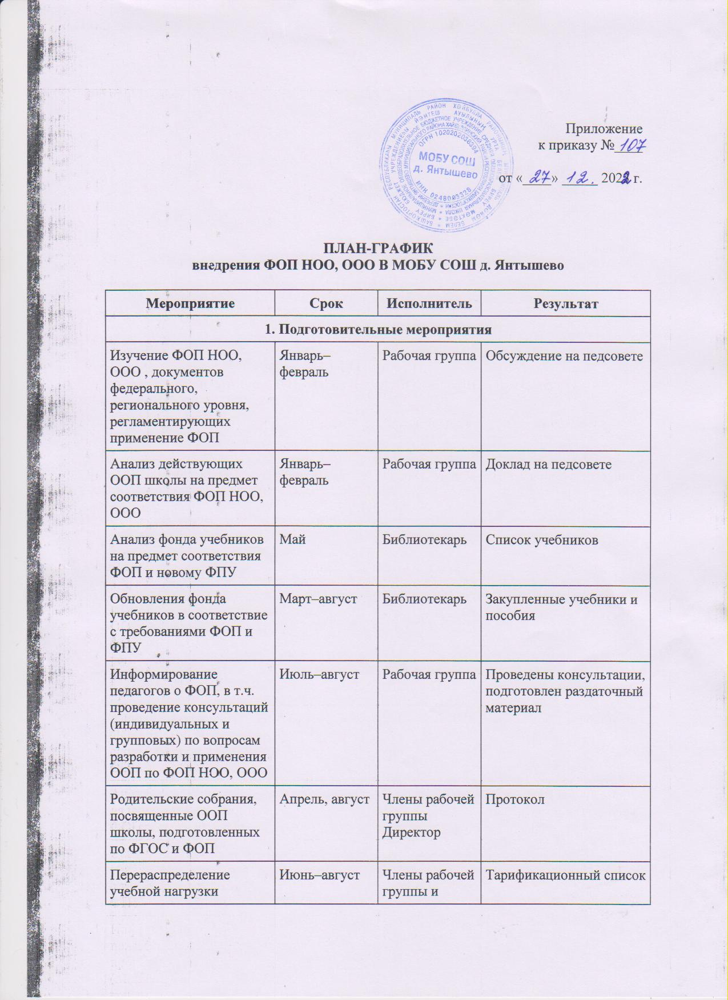 Приложение
к приказу № 107
от «27» 12. 2022 г.
ОГРН 1020202036394
МОБУ СОШ
д. Янтышево
ИНН 0248003328
ПЛАН-ГРАФИК
внедрения ФОП НОО, ООО В МОБУ СОШ д. Янтышево
Мероприятие Срок Исполнитель Результат
1. Подготовительные мероприятия
Изучение ФОП НОО,
ООО , документов
федерального,
регионального уровня,
регламентирующих
применение ФОП
Январь–
февраль
Рабочая группа
Обсуждение на педсовете
Анализ действующих
ООП школы на предмет
соответствия ФОП НОО,
ООО
Январь–
февраль
Рабочая группа
Доклад на педсовете
Анализ фонда учебников
на предмет соответствия
ФОП и новому ФПУ
Май
Библиотекарь
Список учебников
Обновления фонда
учебников в соответствие
с требованиями ФОП и
ФПУ
Март–август
Библиотекарь
Закупленные учебники и
пособия
Информирование
педагогов о ФОП, в т.ч.
проведение консультаций
(индивидуальных и
групповых) по вопросам
разработки и применения
ООП по ФОП НОО, ООО
Июль–август
Рабочая группа
Проведены консультации,
подготовлен раздаточный
материал
Родительские собрания,
посвященные ООП
школы, подготовленных
по ФГОС и ФОП
Апрель, август
Члены рабочей
группы
Директор
Протокол
Перераспределение
учебной нагрузки
Июнь–август
Члены рабочей
группы и
Тарификационный список